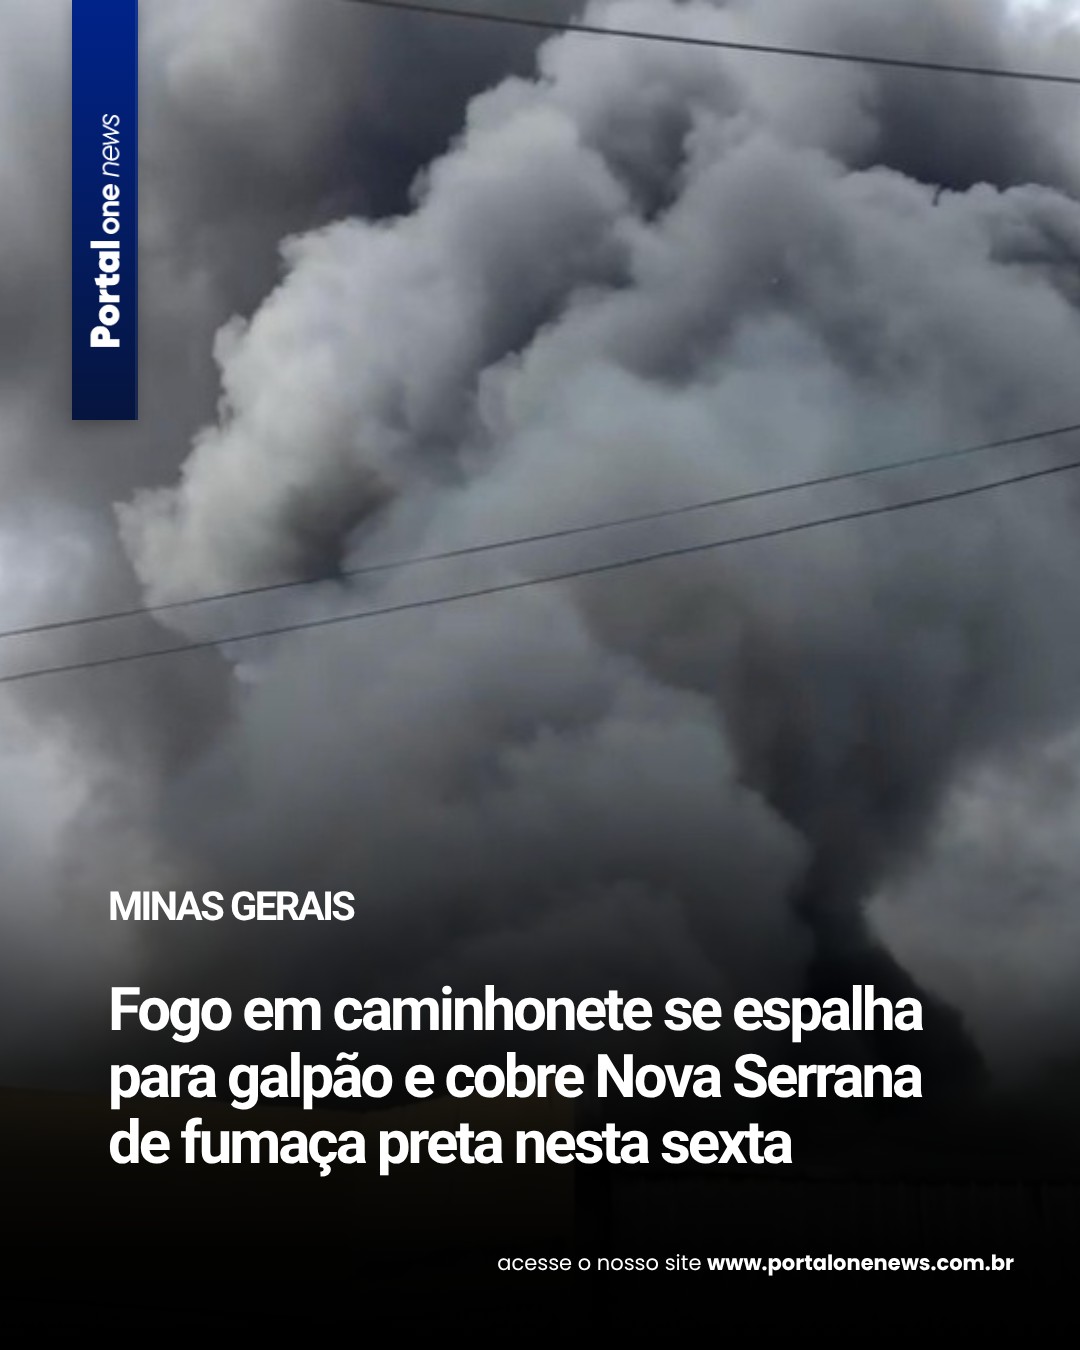 Portal one news
MINAS GERAIS
Fogo em caminhonete se espalha
para galpão e cobre Nova Serrana
de fumaça preta nesta sexta
acesse o nosso site www.portalonenews.com.br